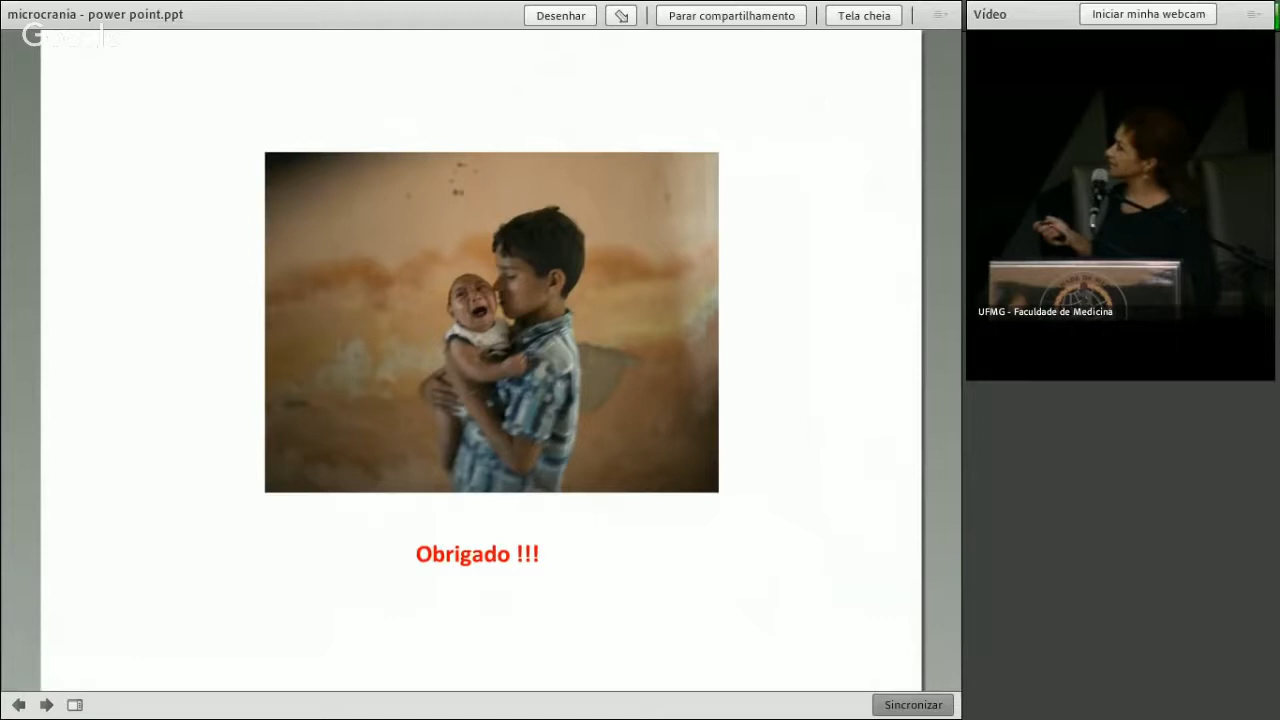 microcrania - power point.ppt
Desenhar
Parar compartilhamento
Tela cheia
Vídeo
Iniciar minha webcam
Google
UFMG - Faculdade de Medicina
Obrigado !!!
Sincronizar